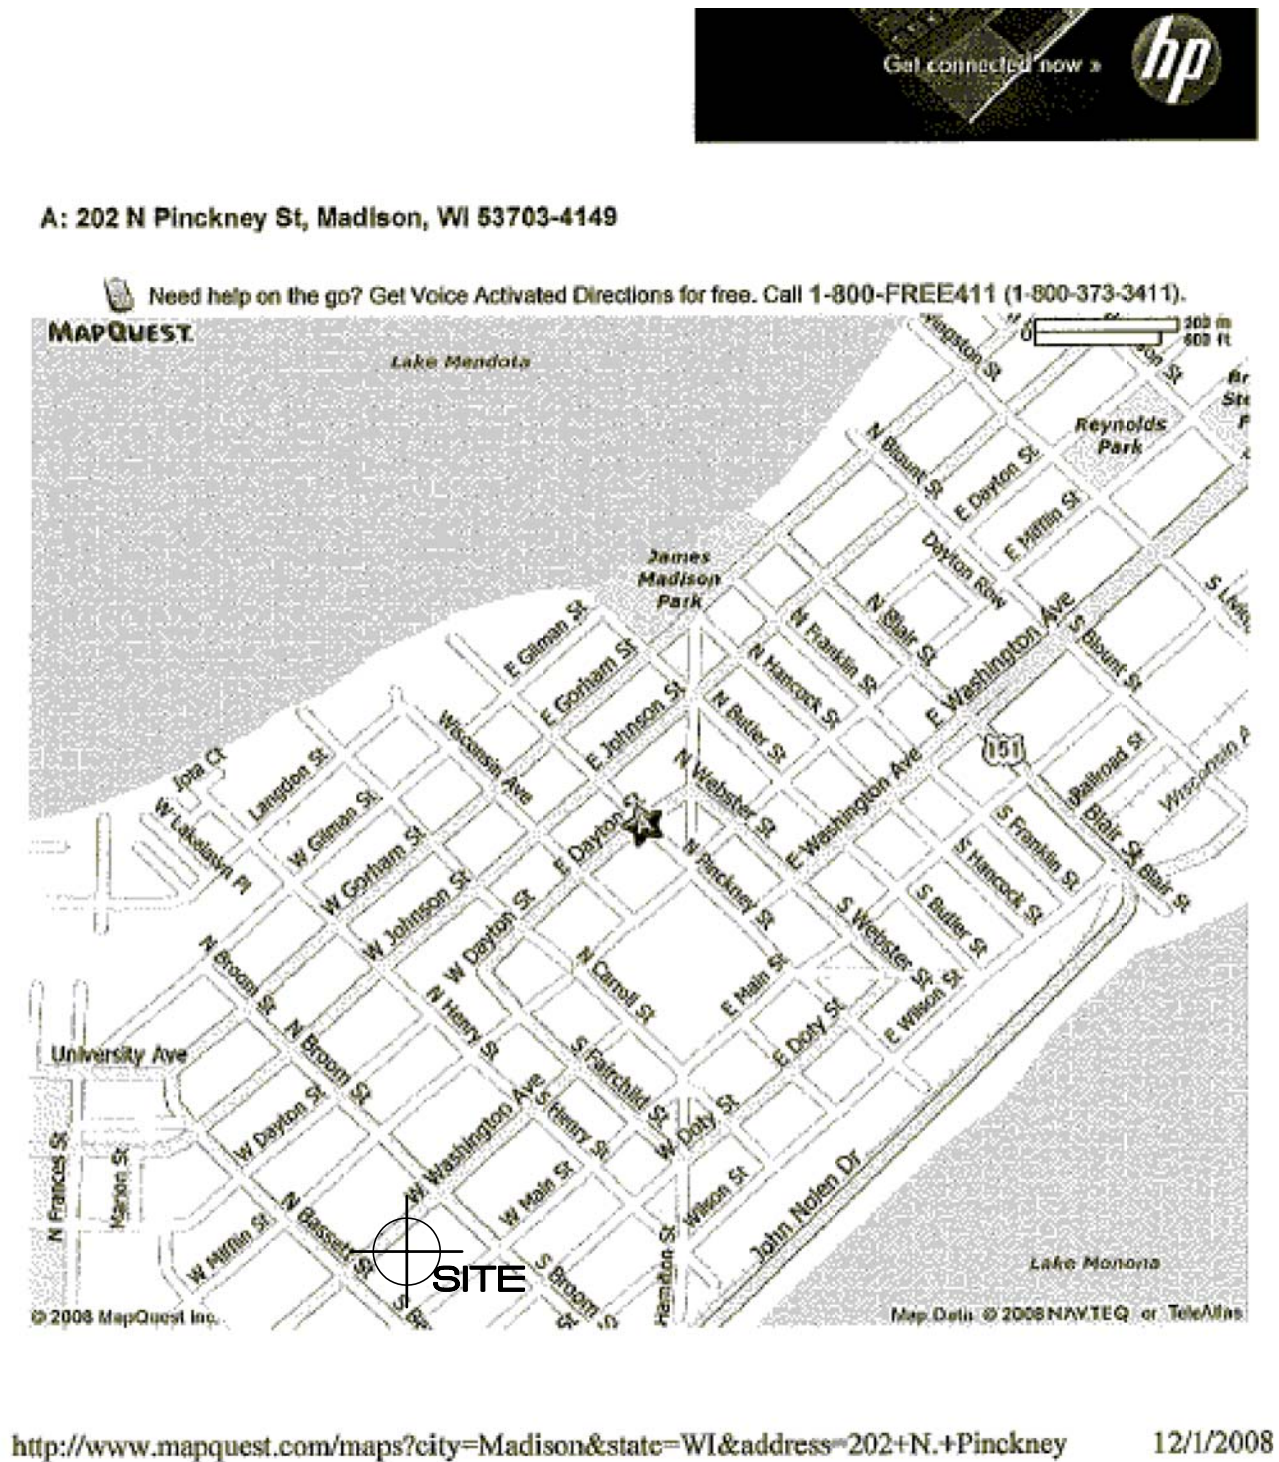 Get connected now »
hp
A: 202 N Pinckney St, Madison, WI 53703-4149
Need help on the go? Get Voice Activated Directions for free. Call 1-800-FREE411 (1-800-373-3411).
MAPQUEST.
Lake Mendota
0
600 ft
N Blount St
Reynolds
Park
E Dayton St
E Mifflin St
James
Madison
Park
Dayton Row
N Blair St
N Franklin St
N Hancock St
E Washington Ave
S Blount St
E Gilman St
E Gorham St
E Johnson St
N Butler St
Wisconsin Ave
151
Railroad St
Iota Ct
Langdon St
N Webster St
E Washington Ave
Blair St
S Blair St
W Lakelawn Pl
W Gilman St
W Gorham St
E Dayton St
N Pinckney St
S Franklin St
S Hancock St
W Johnson St
W Dayton St
S Butler St
S Webster St
N Broom St
N Carroll St
E Main St
E Wilson St
N Henry St
E Doty St
University Ave
N Broom St
S Fairchild St
W Dayton St
W Washington Ave
S Henry St
W Doty St
N Frances St
Marion St
W Main St
Wilson St
John Nolen Dr
N Bassett St
W Mifflin St
Hamilton St
S Broom
St
SITE
Lake Monona
© 2008 MapQuest Inc.
Map Data © 2008 NAVTEQ or TeleAtlas
http://www.mapquest.com/maps?city=Madison&state=WI&address=202+N.+Pinckney 12/1/2008